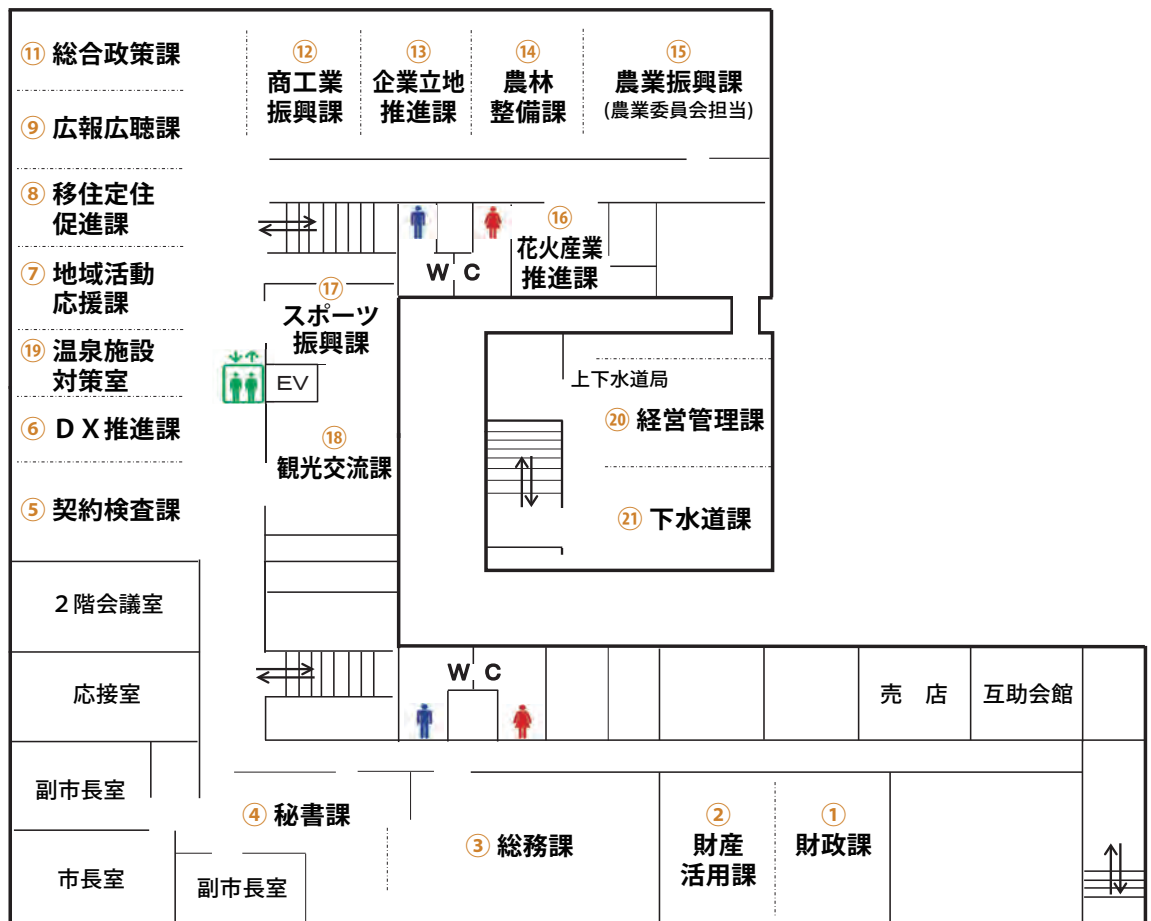 ⑪ 総合政策課
⑫
商工業
振興課
⑬
企業立地
推進課
⑭
農林
整備課
⑮
農業振興課
(農業委員会担当)
⑨ 広報広聴課
⑧ 移住定住
促進課
⑦ 地域活動
応援課
⑲ 温泉施設
対策室
⑥ ＤＸ推進課
⑤ 契約検査課
W C
⑯
花火産業
推進課
⑰
スポーツ
振興課
EV
⑱
観光交流課
上下水道局
⑳ 経営管理課
㉑ 下水道課
２階会議室
応接室
W C
売　店
互助会館
副市長室
市長室
副市長室
④ 秘書課
③ 総務課
②
財産
活用課
①
財政課